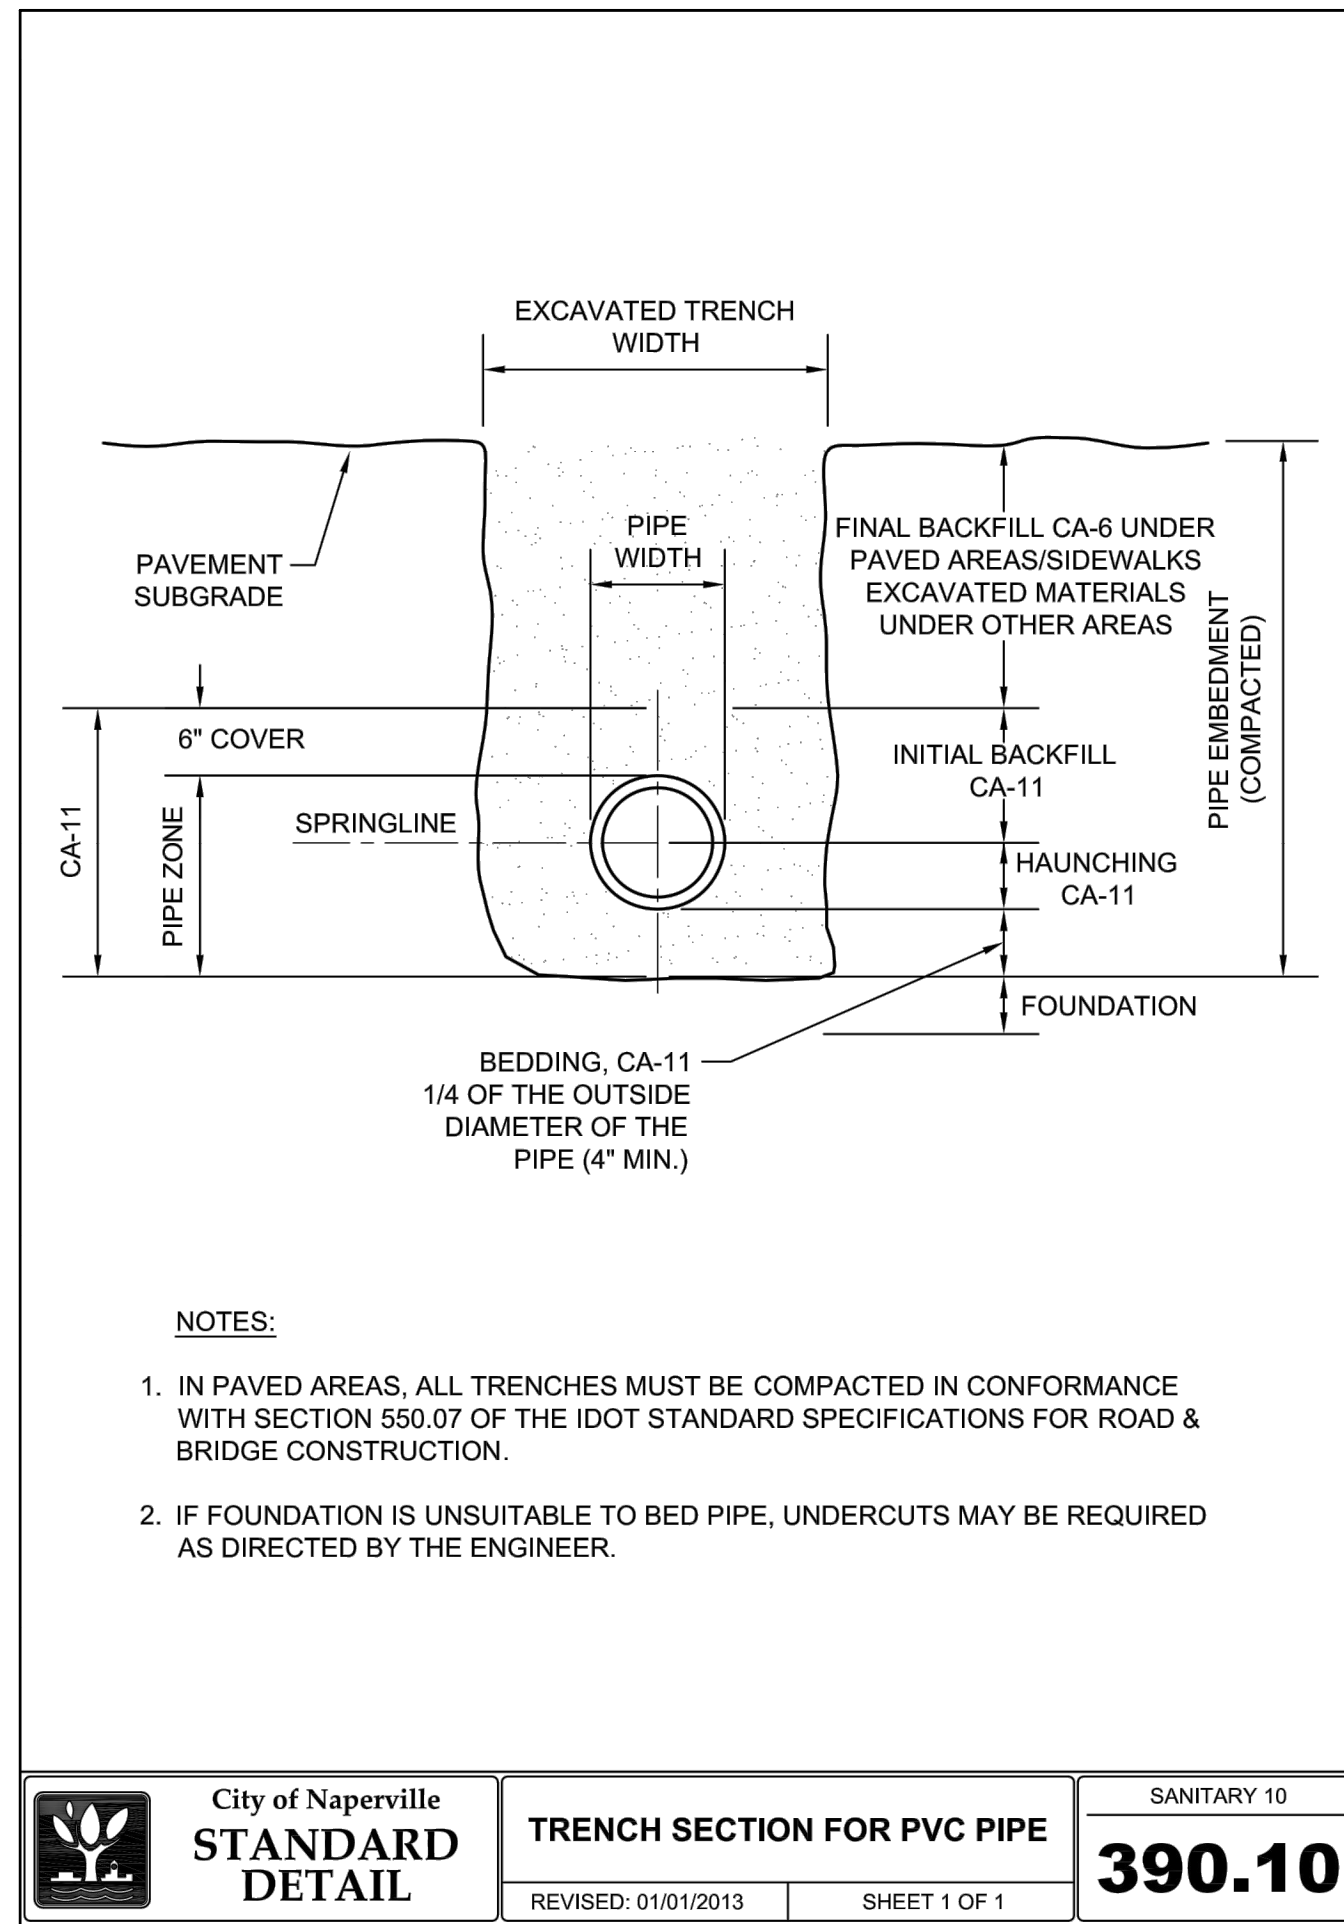 EXCAVATED TRENCH
WIDTH
PIPE
WIDTH
FINAL BACKFILL CA-6 UNDER
PAVED AREAS/SIDEWALKS
EXCAVATED MATERIALS
UNDER OTHER AREAS
PAVEMENT
SUBGRADE
PIPE EMBEDMENT
(COMPACTED)
6" COVER
INITIAL BACKFILL
CA-11
CA-11
PIPE ZONE
SPRINGLINE
HAUNCHING
CA-11
FOUNDATION
BEDDING, CA-11
1/4 OF THE OUTSIDE
DIAMETER OF THE
PIPE (4" MIN.)
NOTES:
1. IN PAVED AREAS, ALL TRENCHES MUST BE COMPACTED IN CONFORMANCE
WITH SECTION 550.07 OF THE IDOT STANDARD SPECIFICATIONS FOR ROAD &
BRIDGE CONSTRUCTION.
2. IF FOUNDATION IS UNSUITABLE TO BED PIPE, UNDERCUTS MAY BE REQUIRED
AS DIRECTED BY THE ENGINEER.
City of Naperville
STANDARD
DETAIL
TRENCH SECTION FOR PVC PIPE
REVISED: 01/01/2013
SHEET 1 OF 1
SANITARY 10
390.10